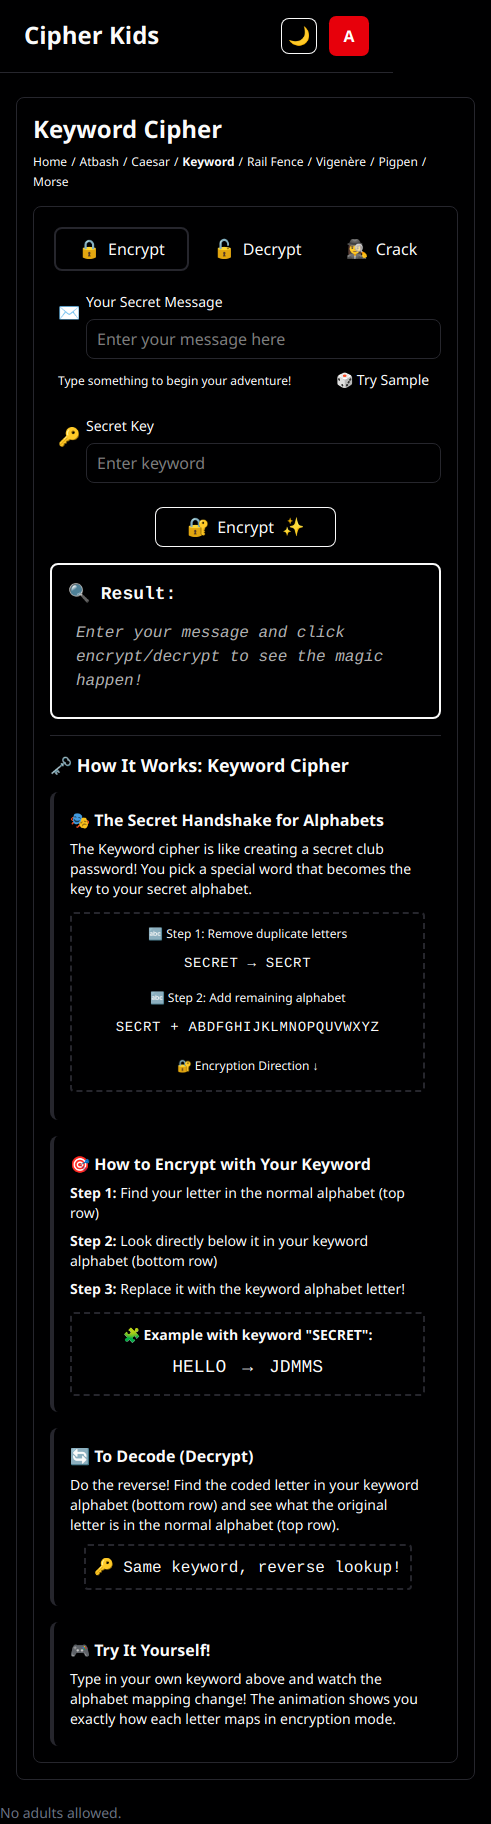 Cipher Kids
🌙
A
Keyword Cipher
Home / Atbash / Caesar / Keyword / Rail Fence / Vigenère / Pigpen /
Morse
🔒 Encrypt 🔓 Decrypt 🕵️ Crack
✉️ Your Secret Message
Enter your message here
Type something to begin your adventure! 🎲 Try Sample
🔑 Secret Key
Enter keyword
🔐 Encrypt ✨
🔍 Result:
Enter your message and click
encrypt/decrypt to see the magic
happen!
🗝️ How It Works: Keyword Cipher
🎭 The Secret Handshake for Alphabets
The Keyword cipher is like creating a secret club
password! You pick a special word that becomes the
key to your secret alphabet.
🔤 Step 1: Remove duplicate letters
SECRET → SECRT
🔤 Step 2: Add remaining alphabet
SECRT + ABDFGHIJKLMNOPQUVWXYZ
🔐 Encryption Direction ↓
🎯 How to Encrypt with Your Keyword
Step 1: Find your letter in the normal alphabet (top
row)
Step 2: Look directly below it in your keyword
alphabet (bottom row)
Step 3: Replace it with the keyword alphabet letter!
🧩 Example with keyword "SECRET":
HELLO → JDMMS
🔄 To Decode (Decrypt)
Do the reverse! Find the coded letter in your keyword
alphabet (bottom row) and see what the original
letter is in the normal alphabet (top row).
🔑 Same keyword, reverse lookup!
🎮 Try It Yourself!
Type in your own keyword above and watch the
alphabet mapping change! The animation shows you
exactly how each letter maps in encryption mode.
No adults allowed.